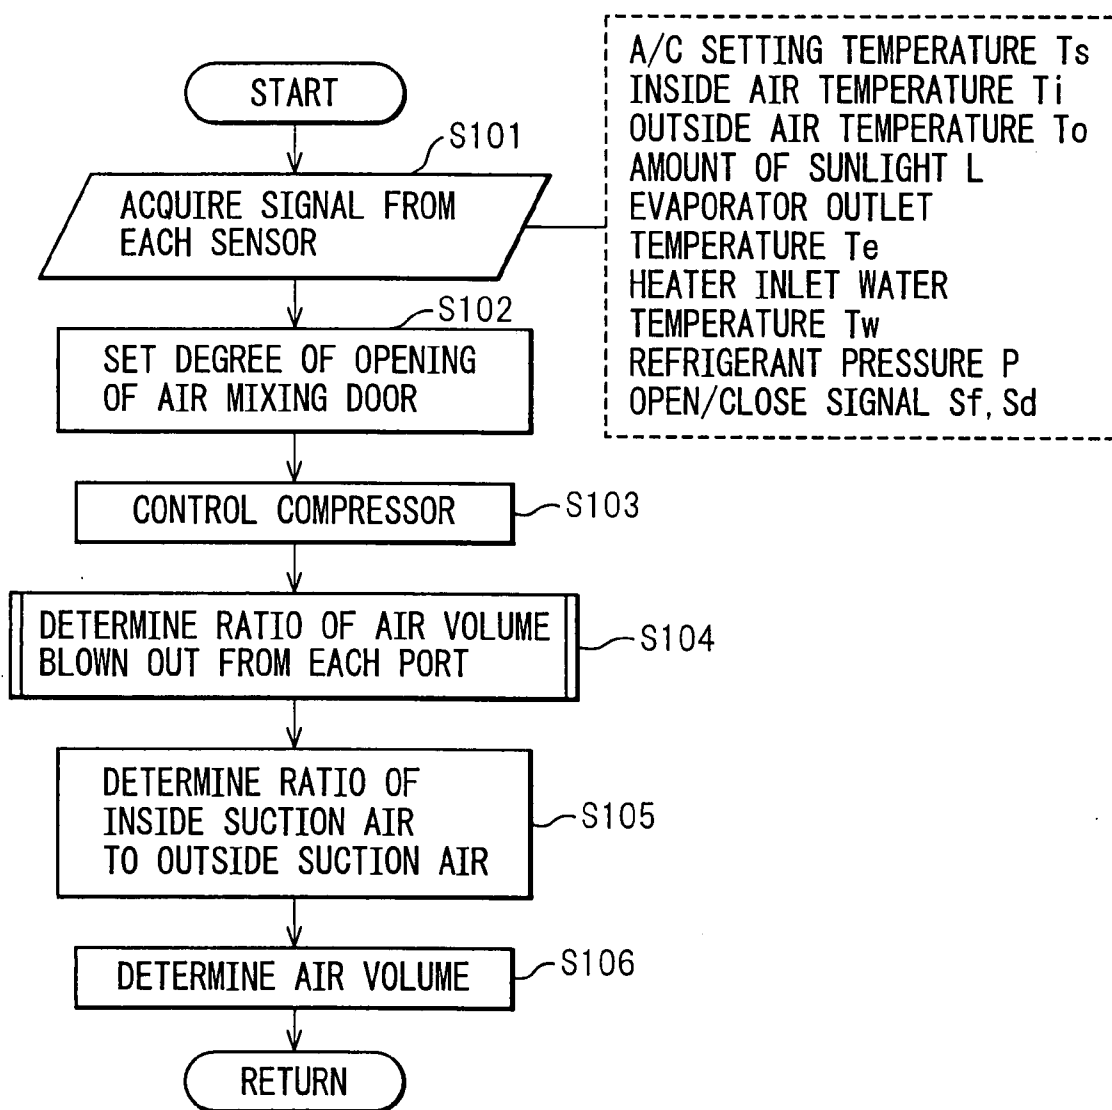 START
S101
ACQUIRE SIGNAL FROM
EACH SENSOR
A/C SETTING TEMPERATURE Ts
INSIDE AIR TEMPERATURE Ti
OUTSIDE AIR TEMPERATURE To
AMOUNT OF SUNLIGHT L
EVAPORATOR OUTLET
TEMPERATURE Te
HEATER INLET WATER
TEMPERATURE Tw
REFRIGERANT PRESSURE P
OPEN/CLOSE SIGNAL Sf, Sd
S102
SET DEGREE OF OPENING
OF AIR MIXING DOOR
CONTROL COMPRESSOR
S103
DETERMINE RATIO OF AIR VOLUME
BLOWN OUT FROM EACH PORT
S104
DETERMINE RATIO OF
INSIDE SUCTION AIR
TO OUTSIDE SUCTION AIR
S105
DETERMINE AIR VOLUME
S106
RETURN